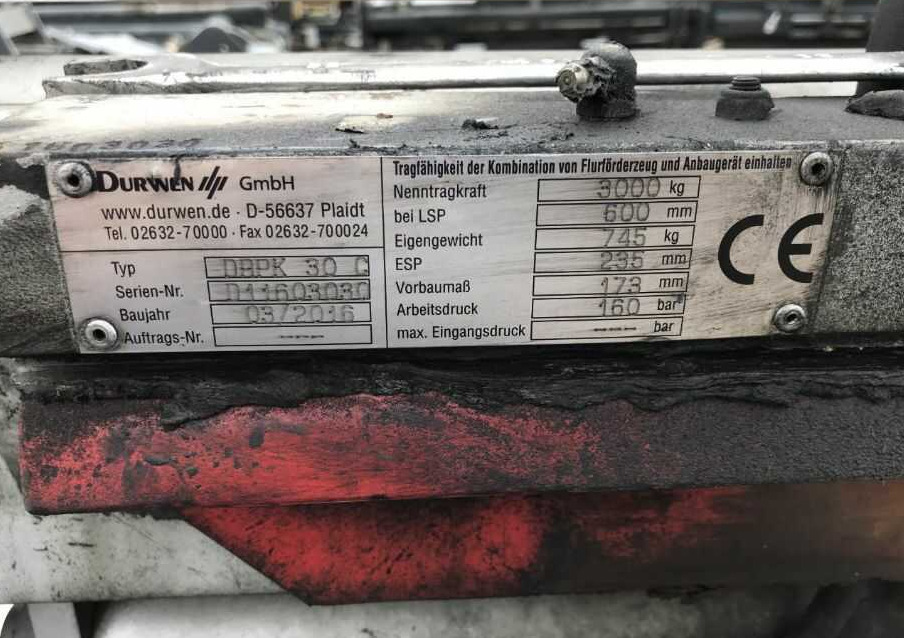 DURWEN GmbH
www.durwen.de · D-56637 Plaidt
Tel. 02632-70000 · Fax 02632-700024
Typ DBPK 30 C
Serien-Nr. D11603030
Baujahr 03/2016
Auftrags-Nr. ----
Tragfähigkeit der Kombination von Flurförderzeug und Anbaugerät einhalten
Nenntragkraft 3000 kg
bei LSP 600 mm
Eigengewicht 745 kg
ESP 235 mm
Vorbaumaß 173 mm
Arbeitsdruck 160 bar
max. Eingangsdruck ---- bar
CE